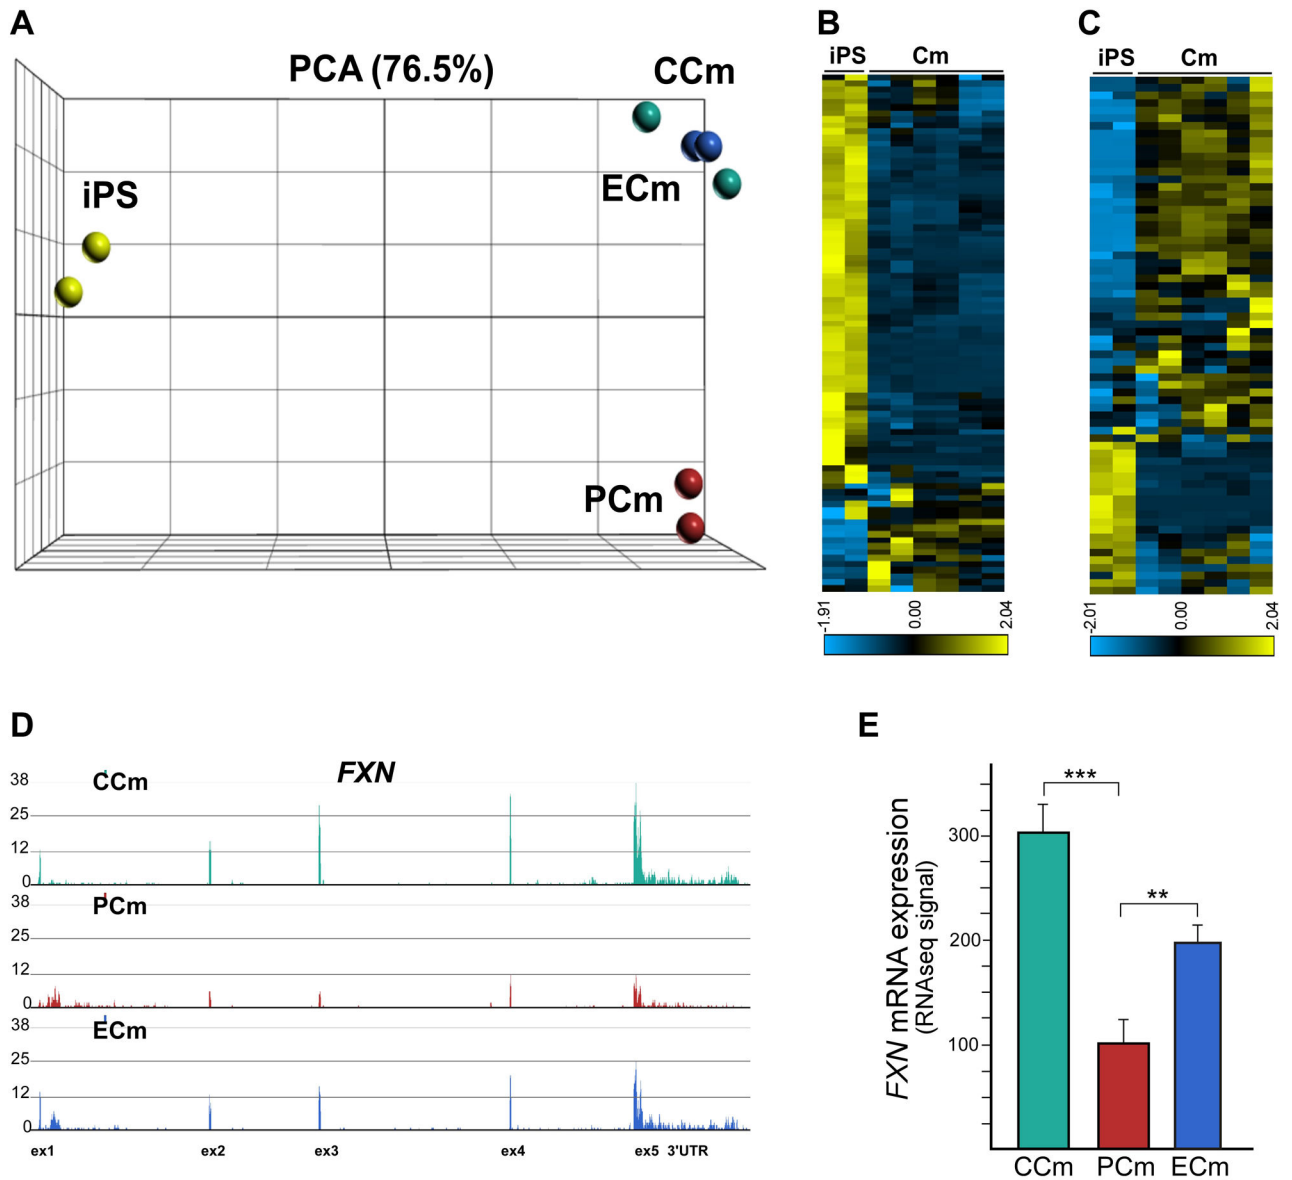 A
PCA (76.5%)
CCm
iPS
ECm
PCm
B
iPS Cm
-1.91 0.00 2.04
C
iPS Cm
-2.01 0.00 2.04
D
FXN
CCm
38
25
12
0
PCm
38
25
12
0
ECm
38
25
12
0
ex1 ex2 ex3 ex4 ex5 3'UTR
E
FXN mRNA expression
(RNAseq signal)
***
**
300
200
100
CCm PCm ECm